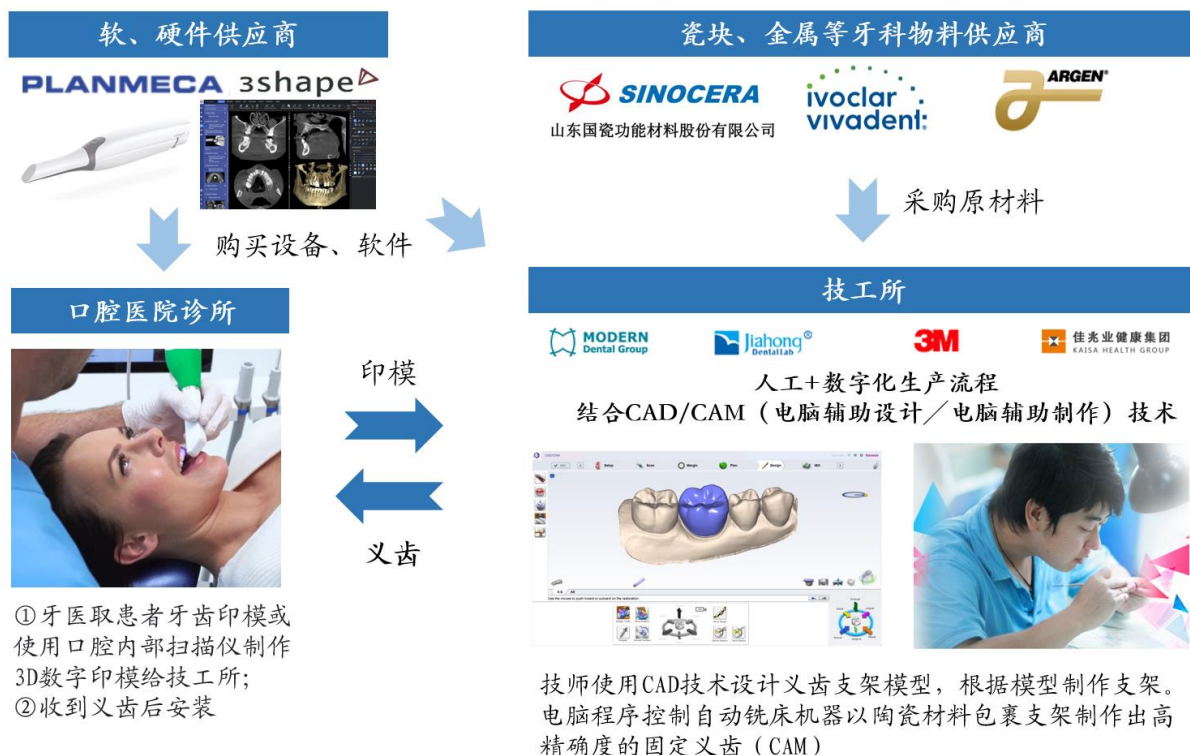 软、硬件供应商
PLANMECA 3shape
购买设备、软件
瓷块、金属等牙科物料供应商
SINOCERA
山东国瓷功能材料股份有限公司
ivoclar
vivadent:
ARGEN®
采购原材料
口腔医院诊所
印模
义齿
①牙医取患者牙齿印模或
使用口腔内部扫描仪制作
3D数字印模给技工所;
②收到义齿后安装
技工所
MODERN
Dental Group
Jiahong®
DentalLab
3M
佳兆业健康集团
KAISA HEALTH GROUP
人工+数字化生产流程
结合CAD/CAM（电脑辅助设计／电脑辅助制作）技术
Setup Scan Margin Plan Design Mill
技师使用CAD技术设计义齿支架模型，根据模型制作支架。
电脑程序控制自动铣床机器以陶瓷材料包裹支架制作出高
精确度的固定义齿（CAM）